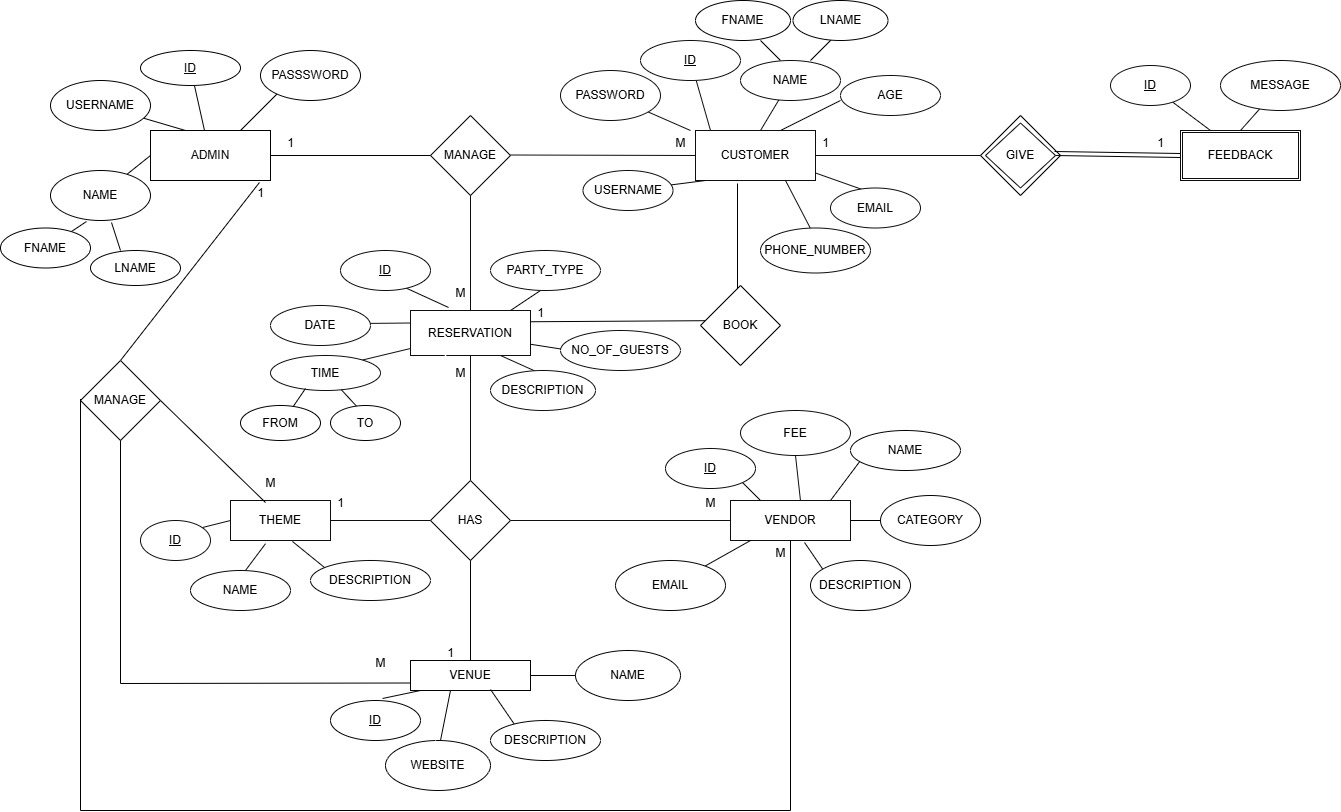 FNAME
LNAME
ID
PASSSWORD
ID
NAME
USERNAME
PASSWORD
AGE
ID
MESSAGE
ADMIN
1
MANAGE
M
CUSTOMER
1
GIVE
1
FEEDBACK
NAME
1
USERNAME
EMAIL
FNAME
LNAME
PHONE_NUMBER
ID
PARTY_TYPE
M
DATE
RESERVATION
1
BOOK
TIME
M
NO_OF_GUESTS
DESCRIPTION
FROM
TO
MANAGE
FEE
ID
NAME
M
1
M
THEME
HAS
VENDOR
CATEGORY
ID
M
NAME
DESCRIPTION
EMAIL
DESCRIPTION
M
1
VENUE
NAME
ID
DESCRIPTION
WEBSITE